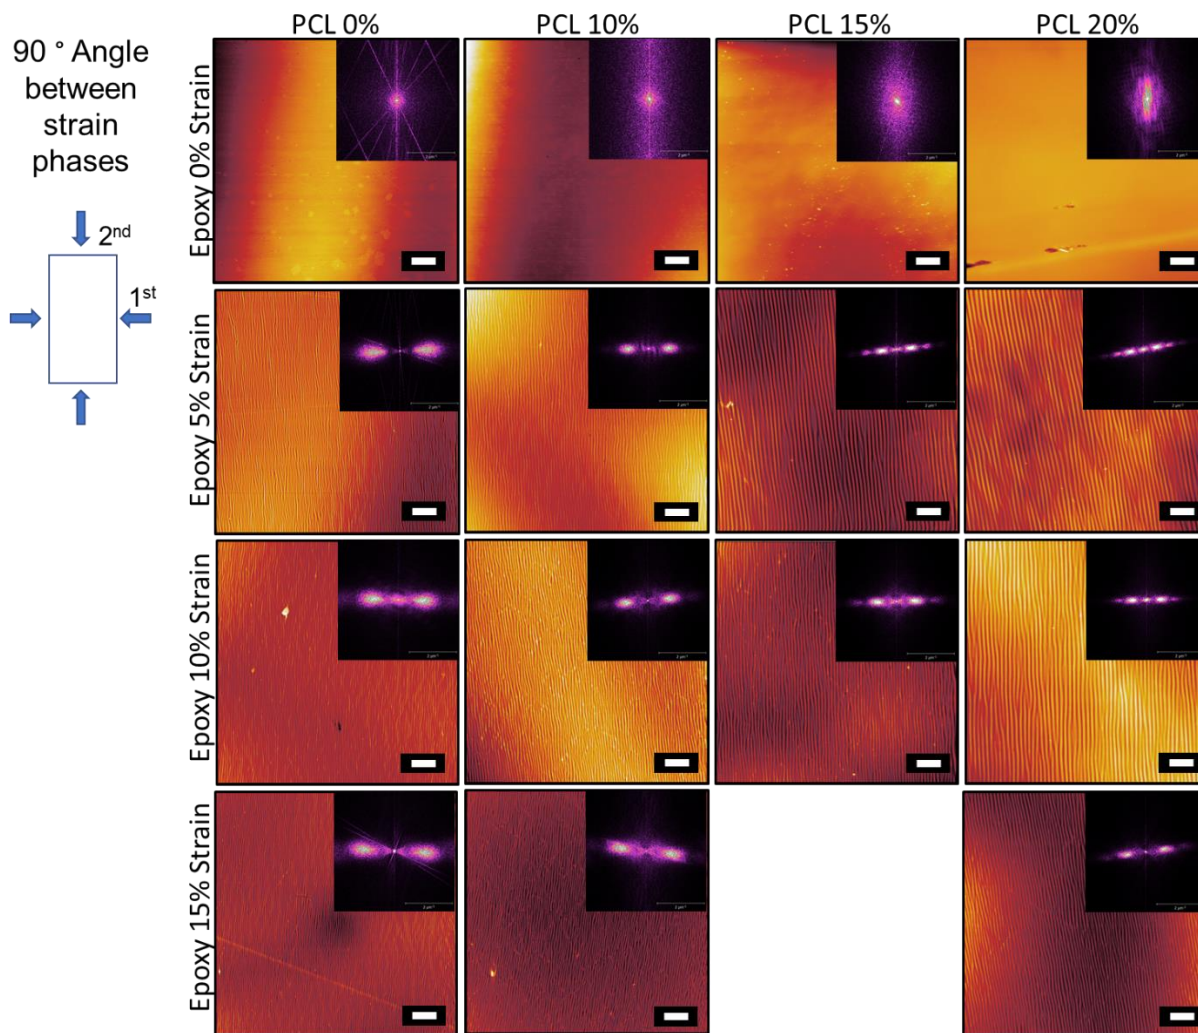 PCL 0%
PCL 10%
PCL 15%
PCL 20%
90 ° Angle
between
strain
phases
2nd
1st
Epoxy 0% Strain
Epoxy 5% Strain
Epoxy 10% Strain
Epoxy 15% Strain